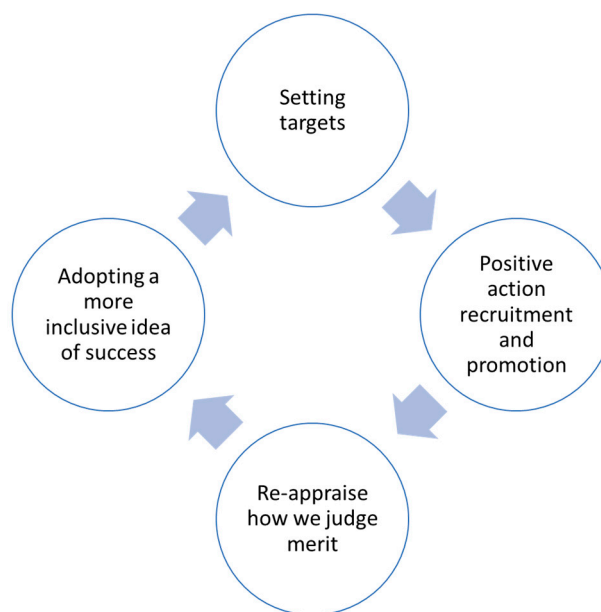 Setting
targets
Positive
action
recruitment
and
promotion
Re-appraise
how we judge
merit
Adopting a
more
inclusive idea
of success